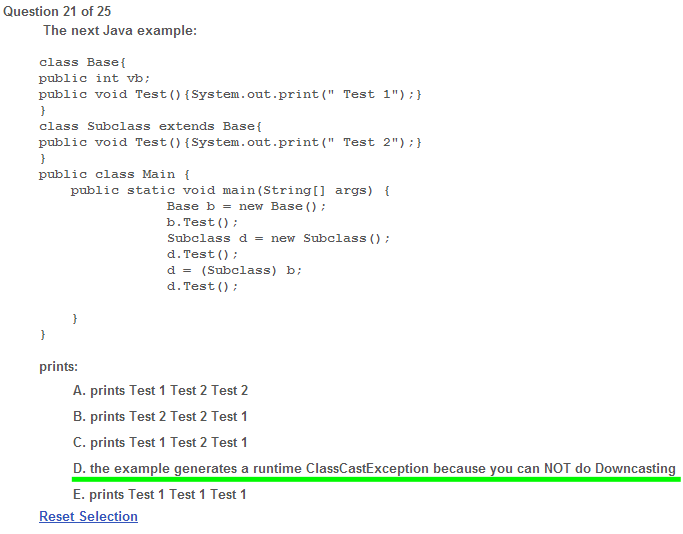 Question 21 of 25
The next Java example:
class Base{
public int vb;
public void Test(){System.out.print(" Test 1");}
}
class Subclass extends Base{
public void Test(){System.out.print(" Test 2");}
}
public class Main {
public static void main(String[] args) {
Base b = new Base();
b.Test();
Subclass d = new Subclass();
d.Test();
d = (Subclass) b;
d.Test();
}
}
prints:
A. prints Test 1 Test 2 Test 2
B. prints Test 2 Test 2 Test 1
C. prints Test 1 Test 2 Test 1
D. the example generates a runtime ClassCastException because you can NOT do Downcasting
E. prints Test 1 Test 1 Test 1
Reset Selection